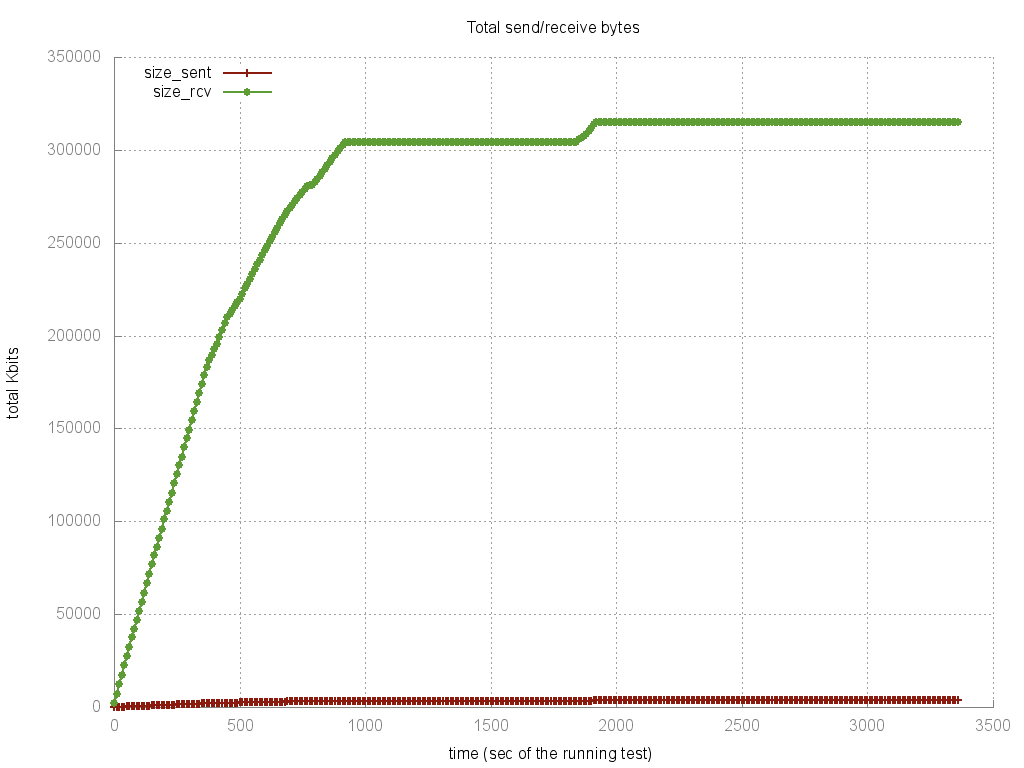 Total send/receive bytes
350000
300000
250000
200000
150000
100000
50000
0
total Kbits
size_sent
size_rcv
0 500 1000 1500 2000 2500 3000 3500
time (sec of the running test)